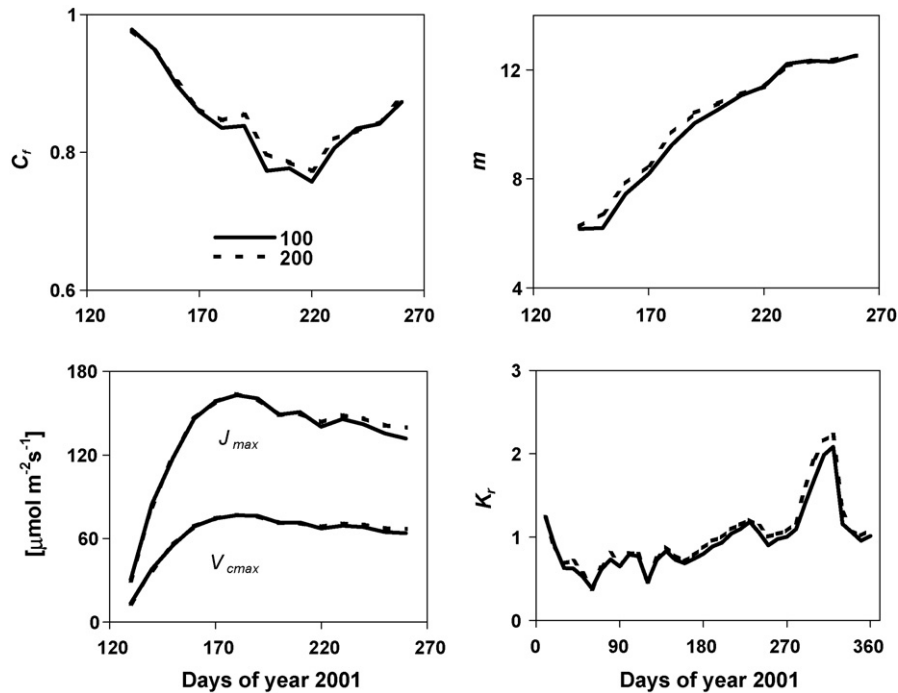 1
0.8
0.6
C_f
100
200
120 170 220 270
12
8
4
m
120 170 220 270
180
120
60
0
[μmol m⁻²s⁻¹]
J_max
V_cmax
120 170 220 270
Days of year 2001
3
2
1
0
K_r
0 90 180 270 360
Days of year 2001